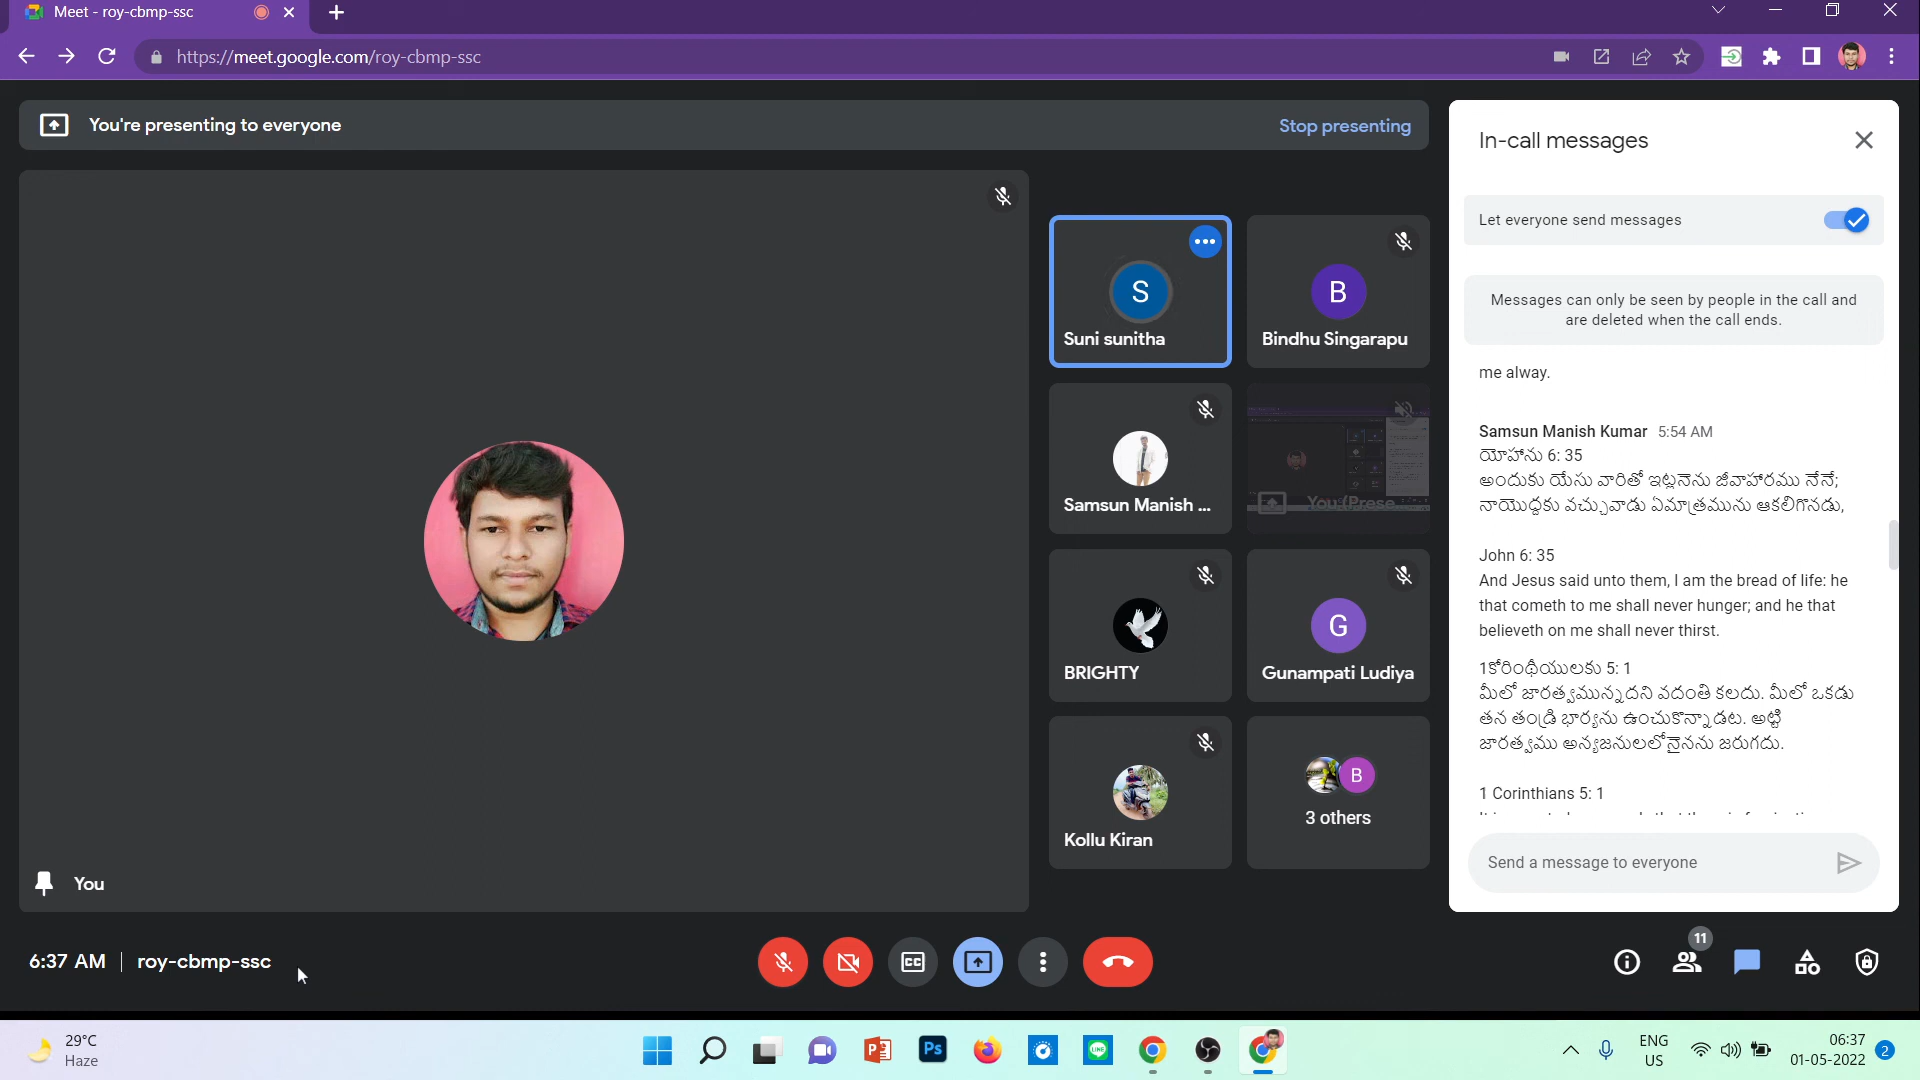 Meet - roy-cbmp-ssc
https://meet.google.com/roy-cbmp-ssc
You're presenting to everyone
Stop presenting
You
S
Suni sunitha
B
Bindhu Singarapu
Samsun Manish ...
You (Prese
BRIGHTY
G
Gunampati Ludiya
Kollu Kiran
B
3 others
In-call messages
Let everyone send messages
Messages can only be seen by people in the call and
are deleted when the call ends.
me alway.
Samsun Manish Kumar 5:54 AM
యోహాను 6: 35
అందుకు యేసు వారితో ఇట్లనెను జీవాహారము నేనే;
నాయొద్దకు వచ్చువాడు ఏమాత్రమును ఆకలిగొనడు,
John 6: 35
And Jesus said unto them, I am the bread of life: he
that cometh to me shall never hunger; and he that
believeth on me shall never thirst.
1కోరింథీయులకు 5: 1
మీలో జారత్వమున్నదని వదంతి కలదు. మీలో ఒకడు
తన తండ్రి భార్యను ఉంచుకొన్నాడట. అట్టి
జారత్వము అన్యజనులలోనైనను జరుగదు.
1 Corinthians 5: 1
Send a message to everyone
6:37 AM | roy-cbmp-ssc
CC
11
29°C
Haze
P
Ps
LINE
ENG
US
06:37
01-05-2022
2